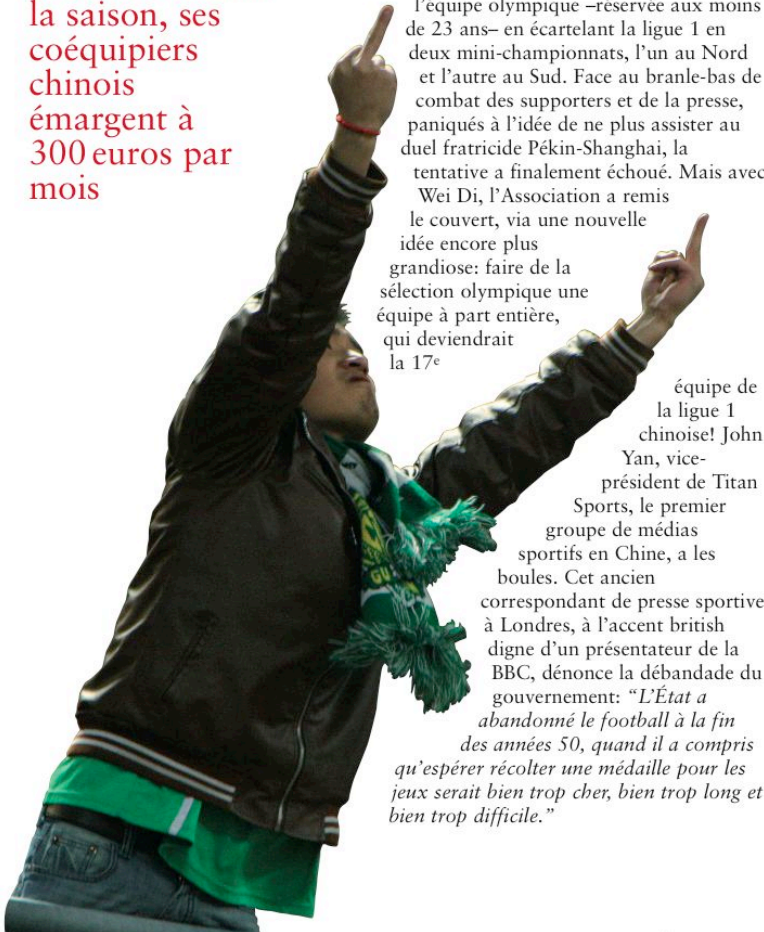 la saison, ses
coéquipiers
chinois
émargent à
300 euros par
mois
l’équipe olympique –réservée aux moins
de 23 ans– en écartelant la ligue 1 en
deux mini-championnats, l’un au Nord
et l’autre au Sud. Face au branle-bas de
combat des supporters et de la presse,
paniqués à l’idée de ne plus assister au
duel fratricide Pékin-Shanghai, la
tentative a finalement échoué. Mais avec
Wei Di, l’Association a remis
le couvert, via une nouvelle
idée encore plus
grandiose: faire de la
sélection olympique une
équipe à part entière,
qui deviendrait
la 17e
équipe de
la ligue 1
chinoise! John
Yan, vice-
président de Titan
Sports, le premier
groupe de médias
sportifs en Chine, a les
boules. Cet ancien
correspondant de presse sportive
à Londres, à l’accent british
digne d’un présentateur de la
BBC, dénonce la débandade du
gouvernement: “L’État a
abandonné le football à la fin
des années 50, quand il a compris
qu’espérer récolter une médaille pour les
jeux serait bien trop cher, bien trop long et
bien trop difficile.”